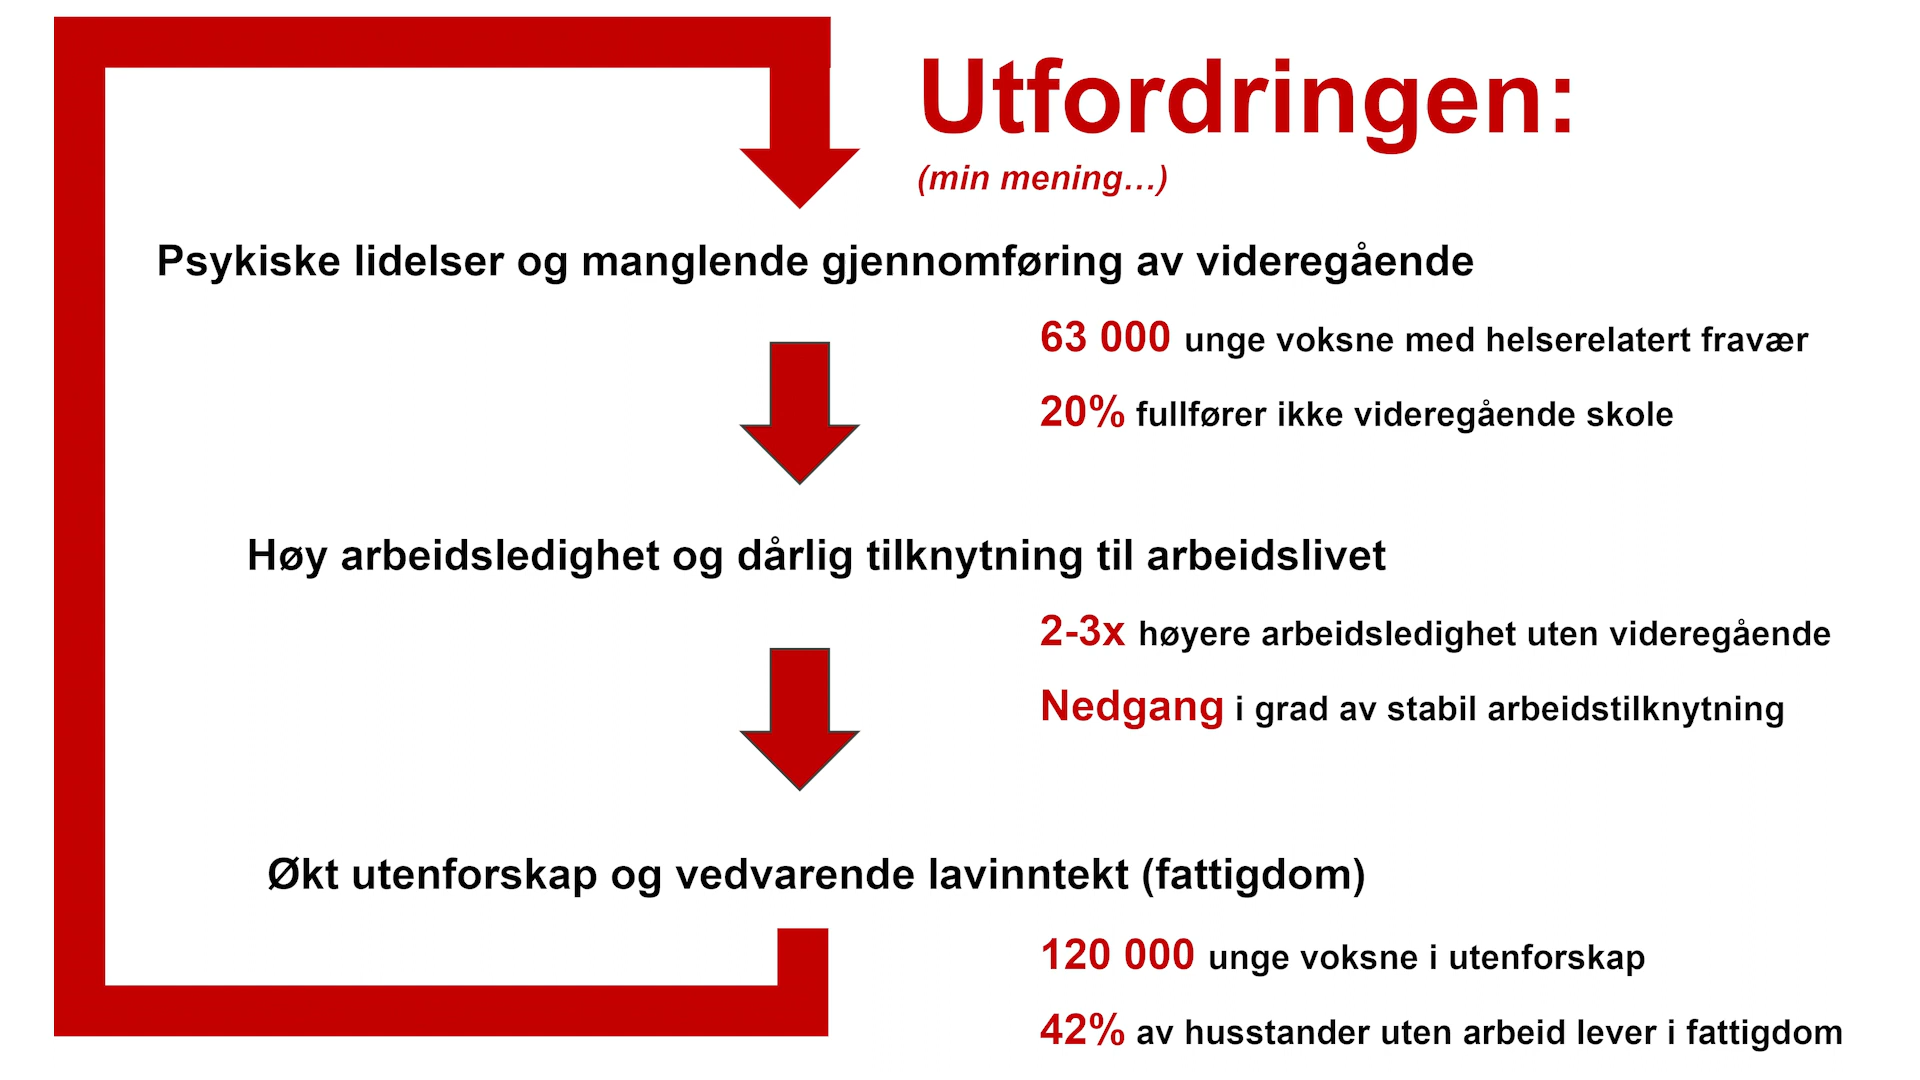 Utfordringen:
(min mening...)
Psykiske lidelser og manglende gjennomføring av videregående
63 000 unge voksne med helserelatert fravær
20% fullfører ikke videregående skole
Høy arbeidsledighet og dårlig tilknytning til arbeidslivet
2-3x høyere arbeidsledighet uten videregående
Nedgang i grad av stabil arbeidstilknytning
Økt utenforskap og vedvarende lavinntekt (fattigdom)
120 000 unge voksne i utenforskap
42% av husstander uten arbeid lever i fattigdom